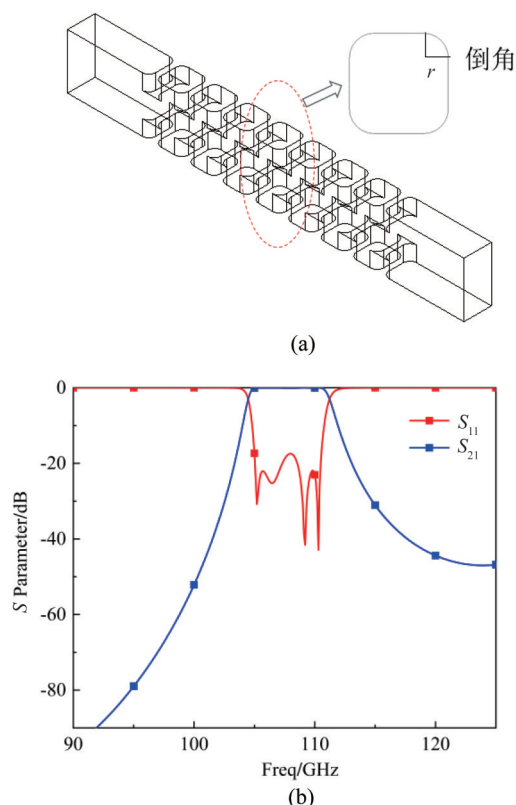 r 倒角
(a)
0
-20
-40
-60
-80
S Parameter/dB
S₁₁
S₂₁
90 100 110 120
Freq/GHz
(b)